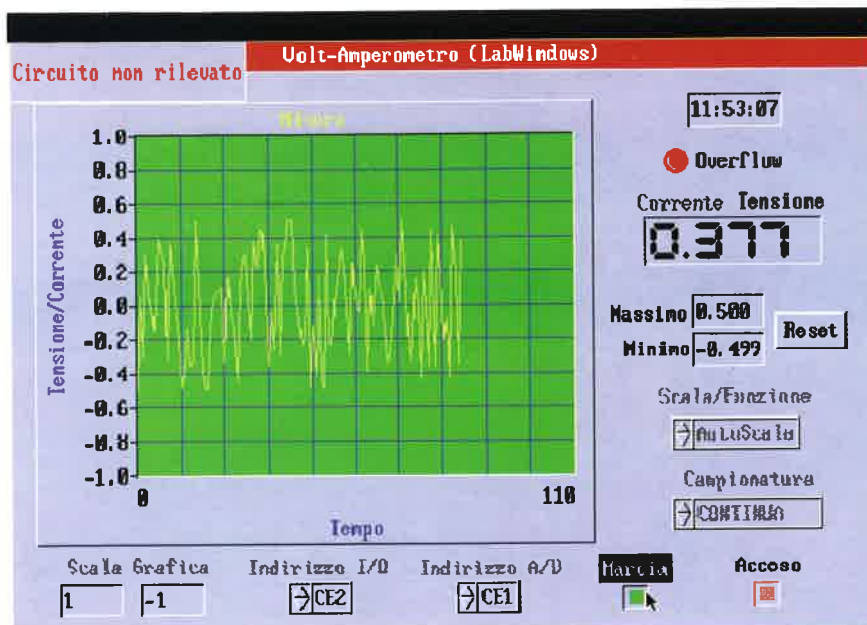 Volt-Amperometro (LabWindows)
Circuito non rilevato
11:53:07
Misura
Overfluw
Corrente Tensione
0.377
1.0
0.8
0.6
0.4
0.2
0.0
-0.2
-0.4
-0.6
-0.8
-1.0
Tensione/Corrente
0
110
Tempo
Massimo 0.500
Minimo -0.499
Reset
Scala/Funzione
AutoScala
Campionatura
CONTINUA
Scala Grafica
1
-1
Indirizzo I/O
CE2
Indirizzo A/D
CE1
Marcia
Acceso